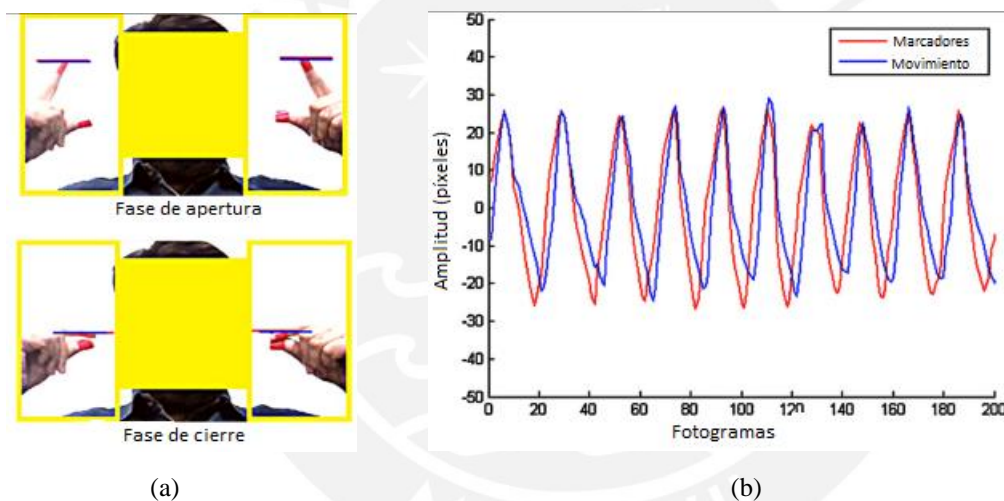 Fase de apertura
Fase de cierre
(a)
50
40
30
20
10
0
-10
-20
-30
-40
-50
Amplitud (píxeles)
Marcadores
Movimiento
0 20 40 60 80 100 120 140 160 180 200
Fotogramas
(b)